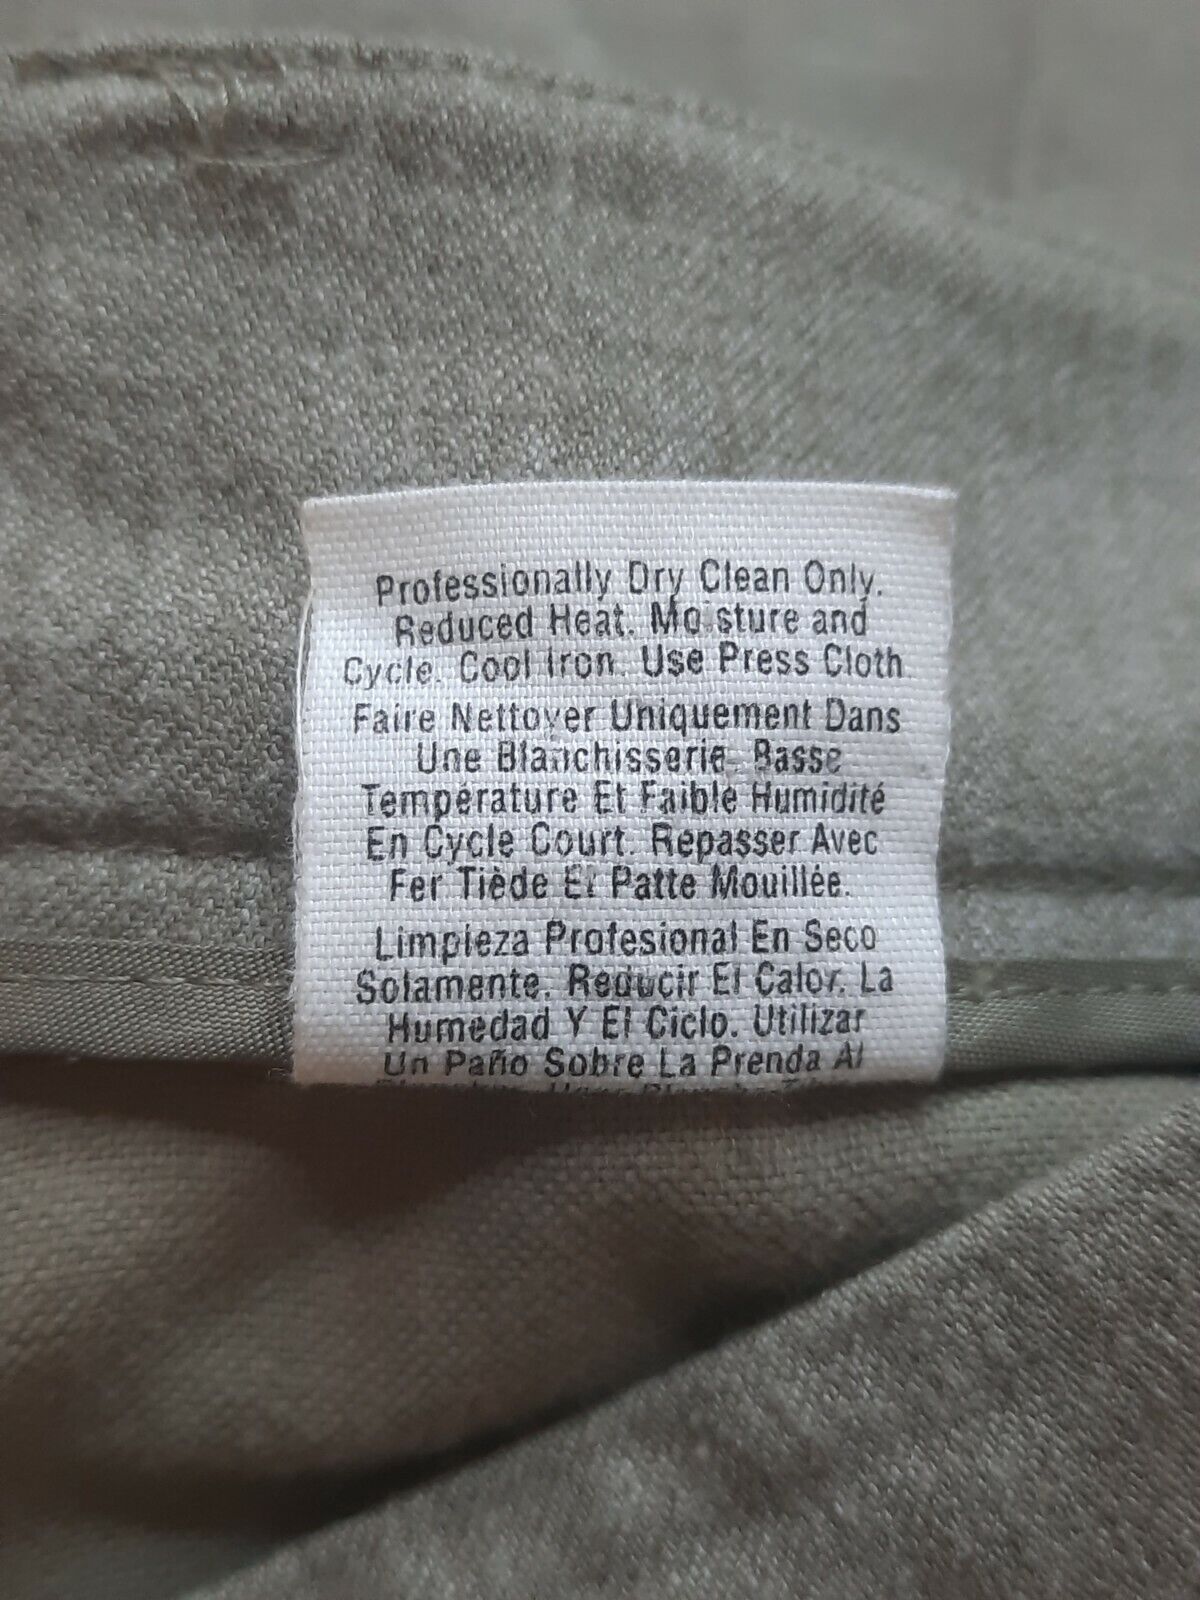 Professionally Dry Clean Only.
Reduced Heat. Moisture and
Cycle. Cool Iron. Use Press Cloth
Faire Nettoyer Uniquement Dans
Une Blanchisserie. Basse
Température Et Faible Humidité
En Cycle Court. Repasser Avec
Fer Tiède Et Patte Mouillée.
Limpieza Profesional En Seco
Solamente. Reducir El Calor. La
Humedad Y El Ciclo. Utilizar
Un Paño Sobre La Prenda Al